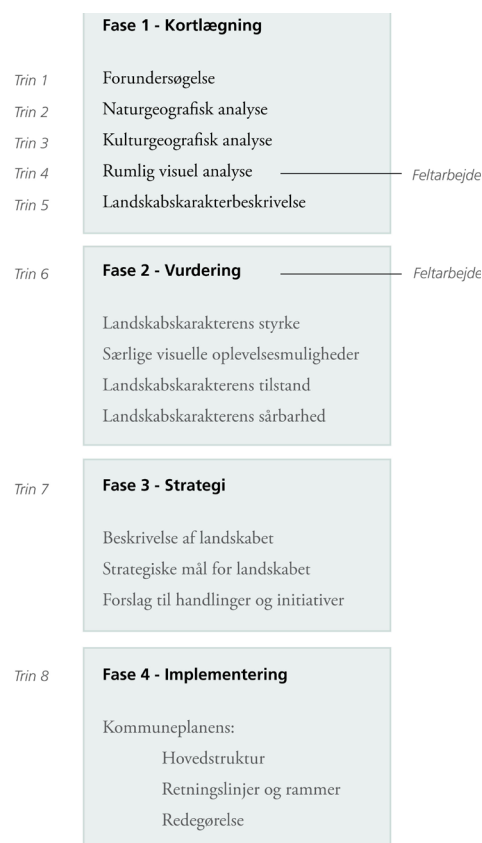 Fase 1 - Kortlægning
Trin 1 Forundersøgelse
Trin 2 Naturgeografisk analyse
Trin 3 Kulturgeografisk analyse
Trin 4 Rumlig visuel analyse Feltarbejde
Trin 5 Landskabskarakterbeskrivelse
Trin 6 Fase 2 - Vurdering Feltarbejde
Landskabskarakterens styrke
Særlige visuelle oplevelsesmuligheder
Landskabskarakterens tilstand
Landskabskarakterens sårbarhed
Trin 7 Fase 3 - Strategi
Beskrivelse af landskabet
Strategiske mål for landskabet
Forslag til handlinger og initiativer
Trin 8 Fase 4 - Implementering
Kommuneplanens:
Hovedstruktur
Retningslinjer og rammer
Redegørelse